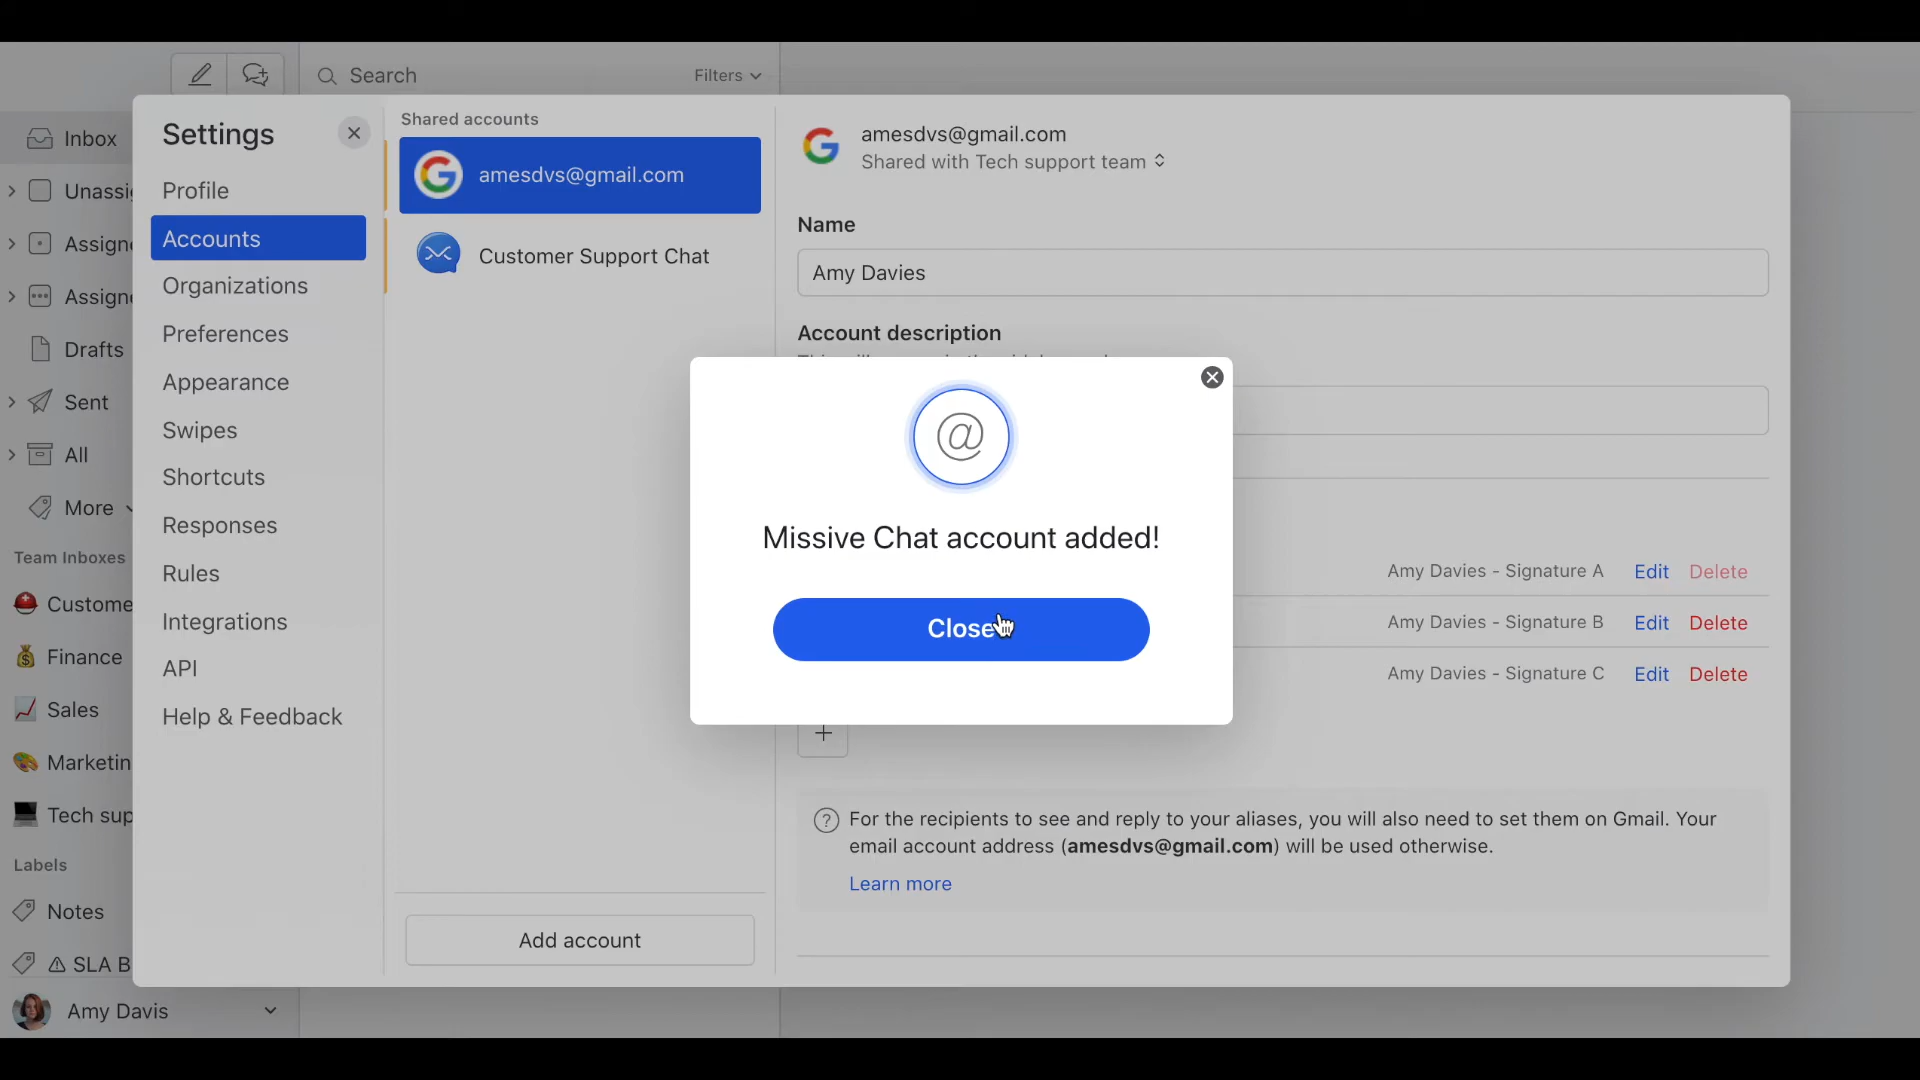 Search
Filters
Inbox
Unassig
Assigne
Assigne
Drafts
Sent
All
More
Team Inboxes
Custome
Finance
Sales
Marketin
Tech sup
Labels
Notes
SLA B
Amy Davis
Settings
Profile
Accounts
Organizations
Preferences
Appearance
Swipes
Shortcuts
Responses
Rules
Integrations
API
Help & Feedback
Shared accounts
amesdvs@gmail.com
Customer Support Chat
Add account
amesdvs@gmail.com
Shared with Tech support team
Name
Amy Davies
Account description
@
Missive Chat account added!
Close
Amy Davies - Signature A Edit Delete
Amy Davies - Signature B Edit Delete
Amy Davies - Signature C Edit Delete
+
For the recipients to see and reply to your aliases, you will also need to set them on Gmail. Your
email account address (amesdvs@gmail.com) will be used otherwise.
Learn more